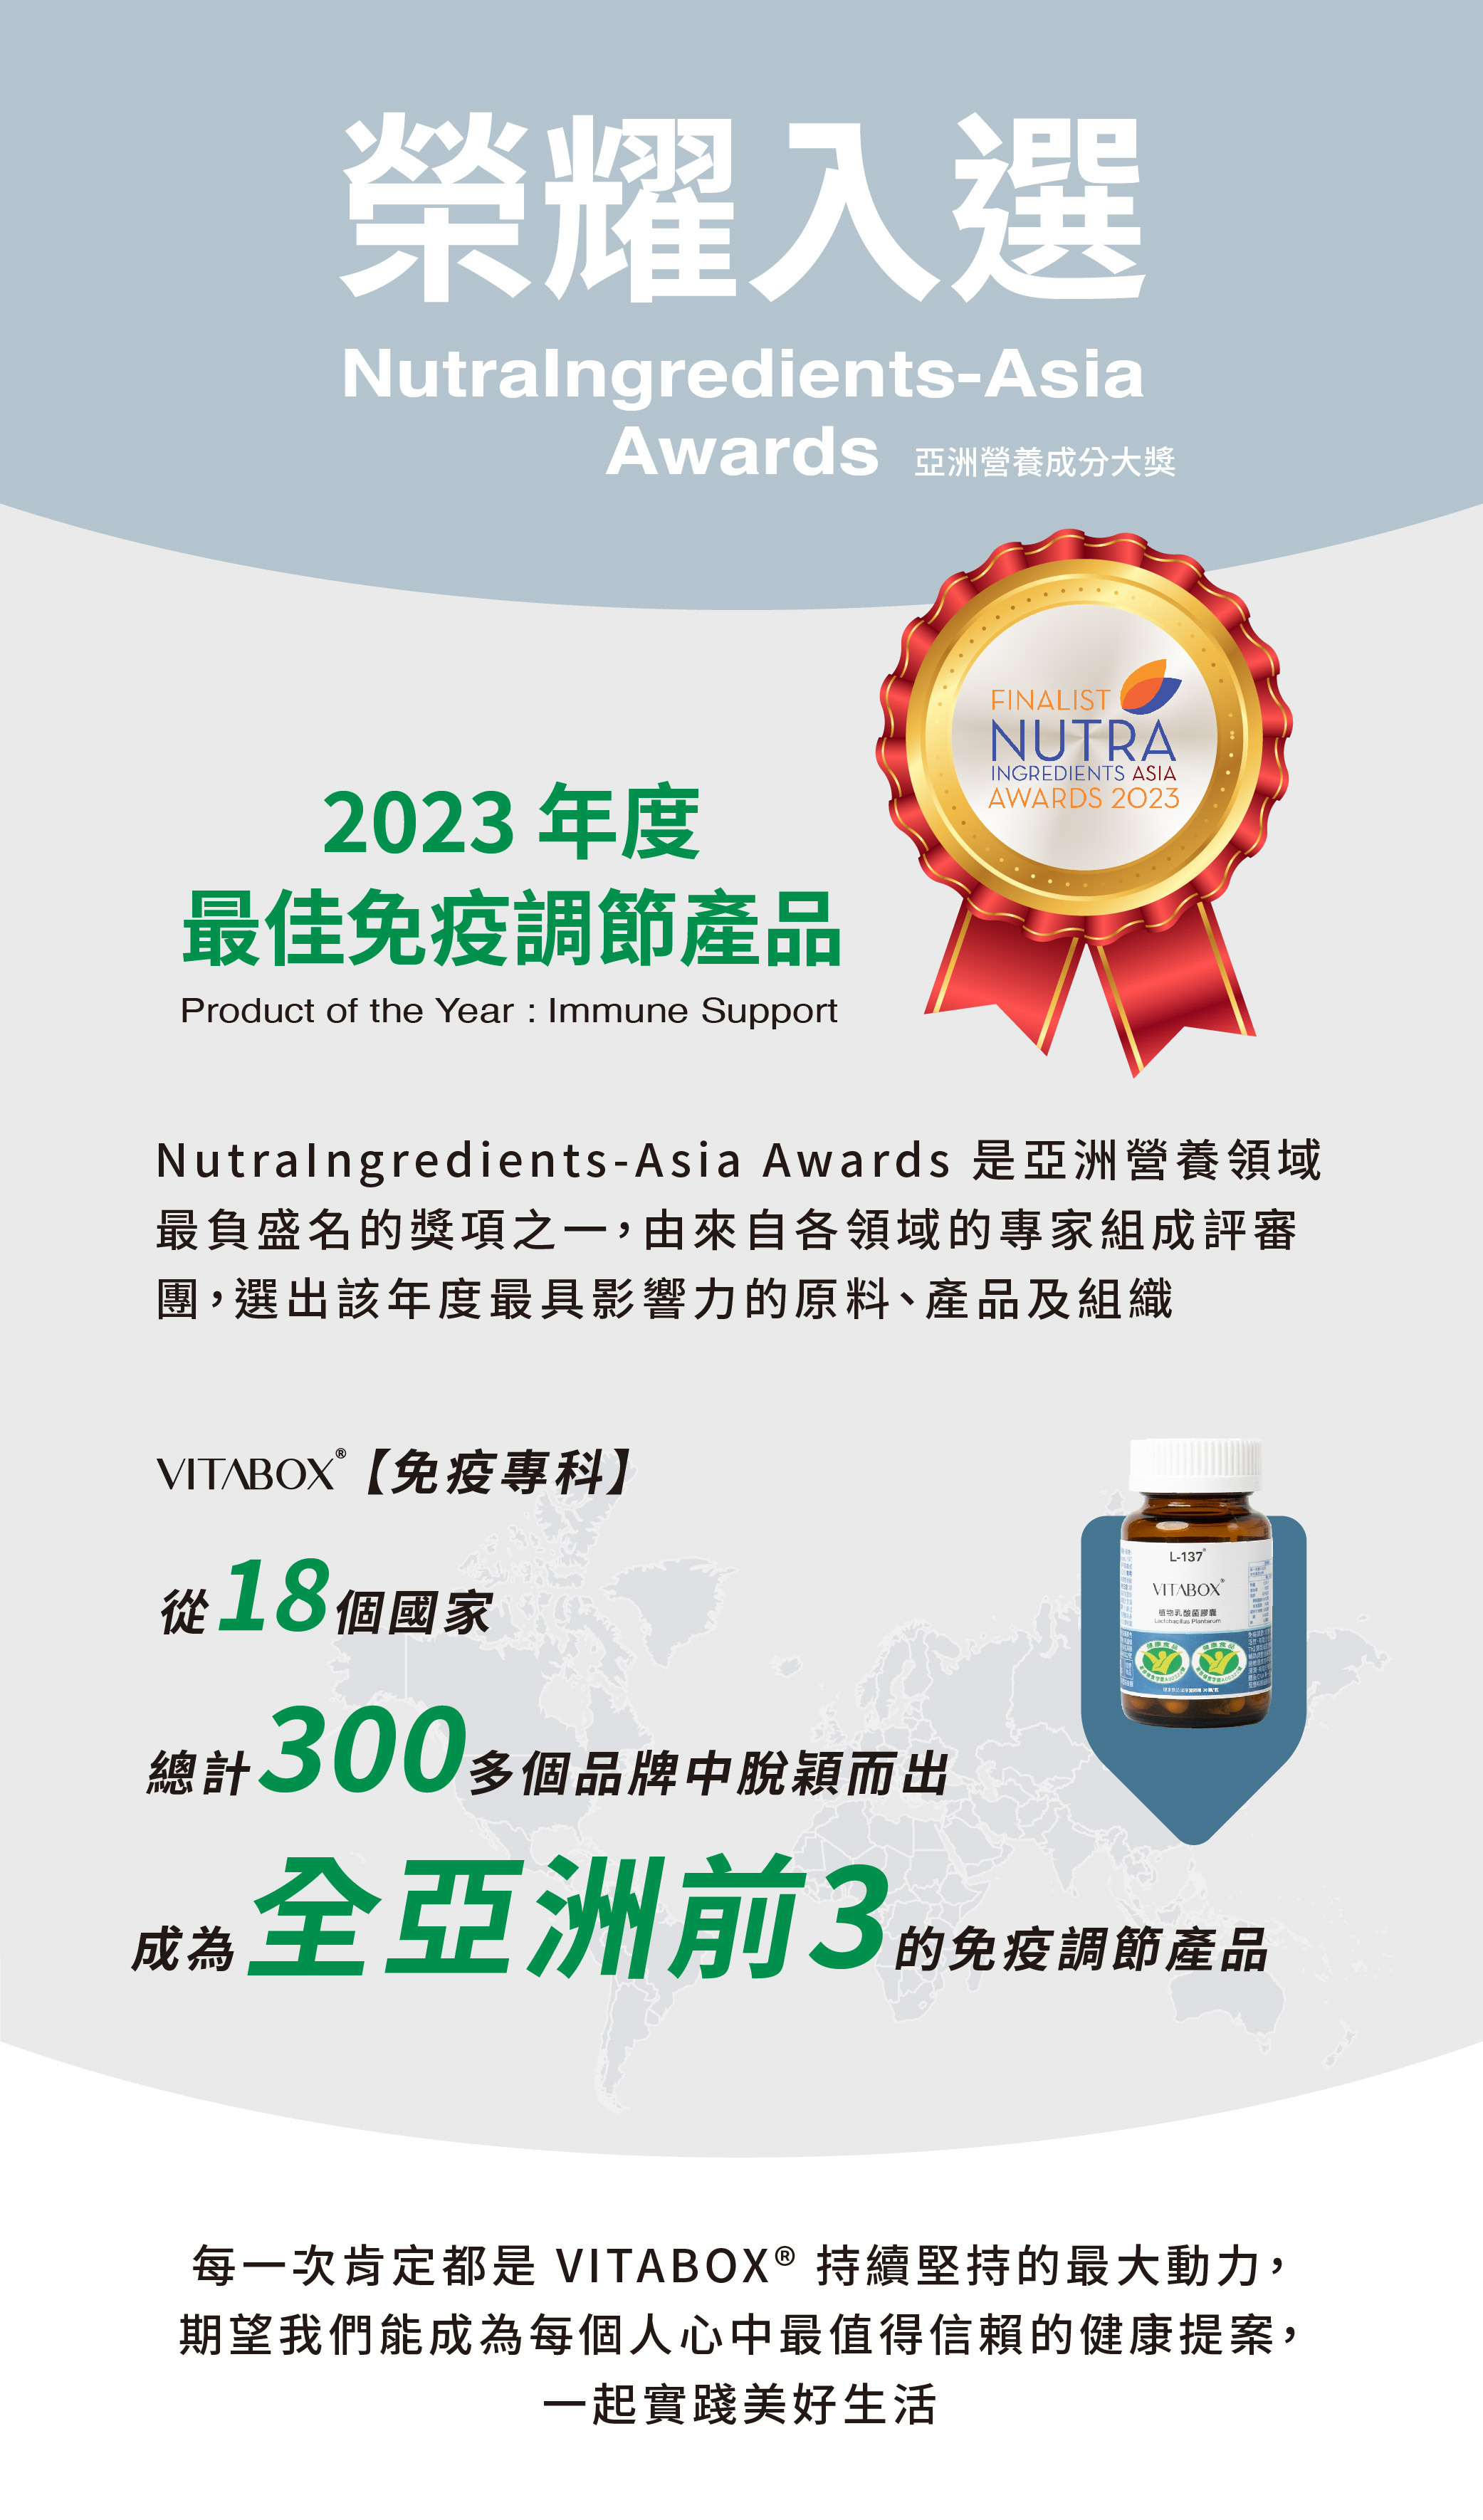 榮耀入選
NutraIngredients-Asia
Awards 亞洲營養成分大獎
FINALIST
NUTRA
INGREDIENTS ASIA
AWARDS 2023
2023 年度
最佳免疫調節產品
Product of the Year : Immune Support
NutraIngredients-Asia Awards 是亞洲營養領域
最負盛名的獎項之一，由來自各領域的專家組成評審
團，選出該年度最具影響力的原料、產品及組織
VITABOX®【免疫專科】
從18個國家
總計300多個品牌中脫穎而出
成為全亞洲前3的免疫調節產品
L-137®
VITABOX®
植物乳酸菌膠囊
Lactobacillus Plantarum
健康食品
健康食品
每一次肯定都是 VITABOX® 持續堅持的最大動力，
期望我們能成為每個人心中最值得信賴的健康提案，
一起實踐美好生活